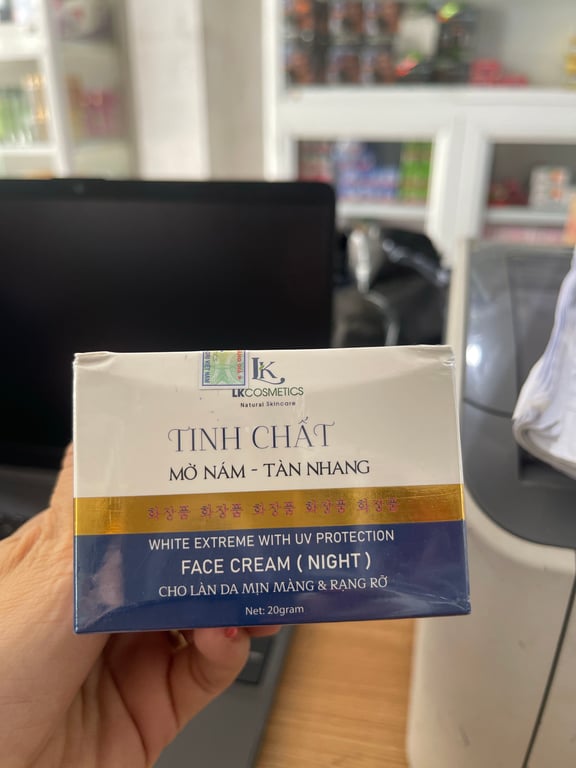 LK
LKCOSMETICS
Natural Skincare
TINH CHẤT
MỜ NÁM - TÀN NHANG
화장품 화장품 화장품 화장품 화장품
WHITE EXTREME WITH UV PROTECTION
FACE CREAM ( NIGHT )
CHO LÀN DA MỊN MÀNG & RẠNG RỠ
Net: 20gram